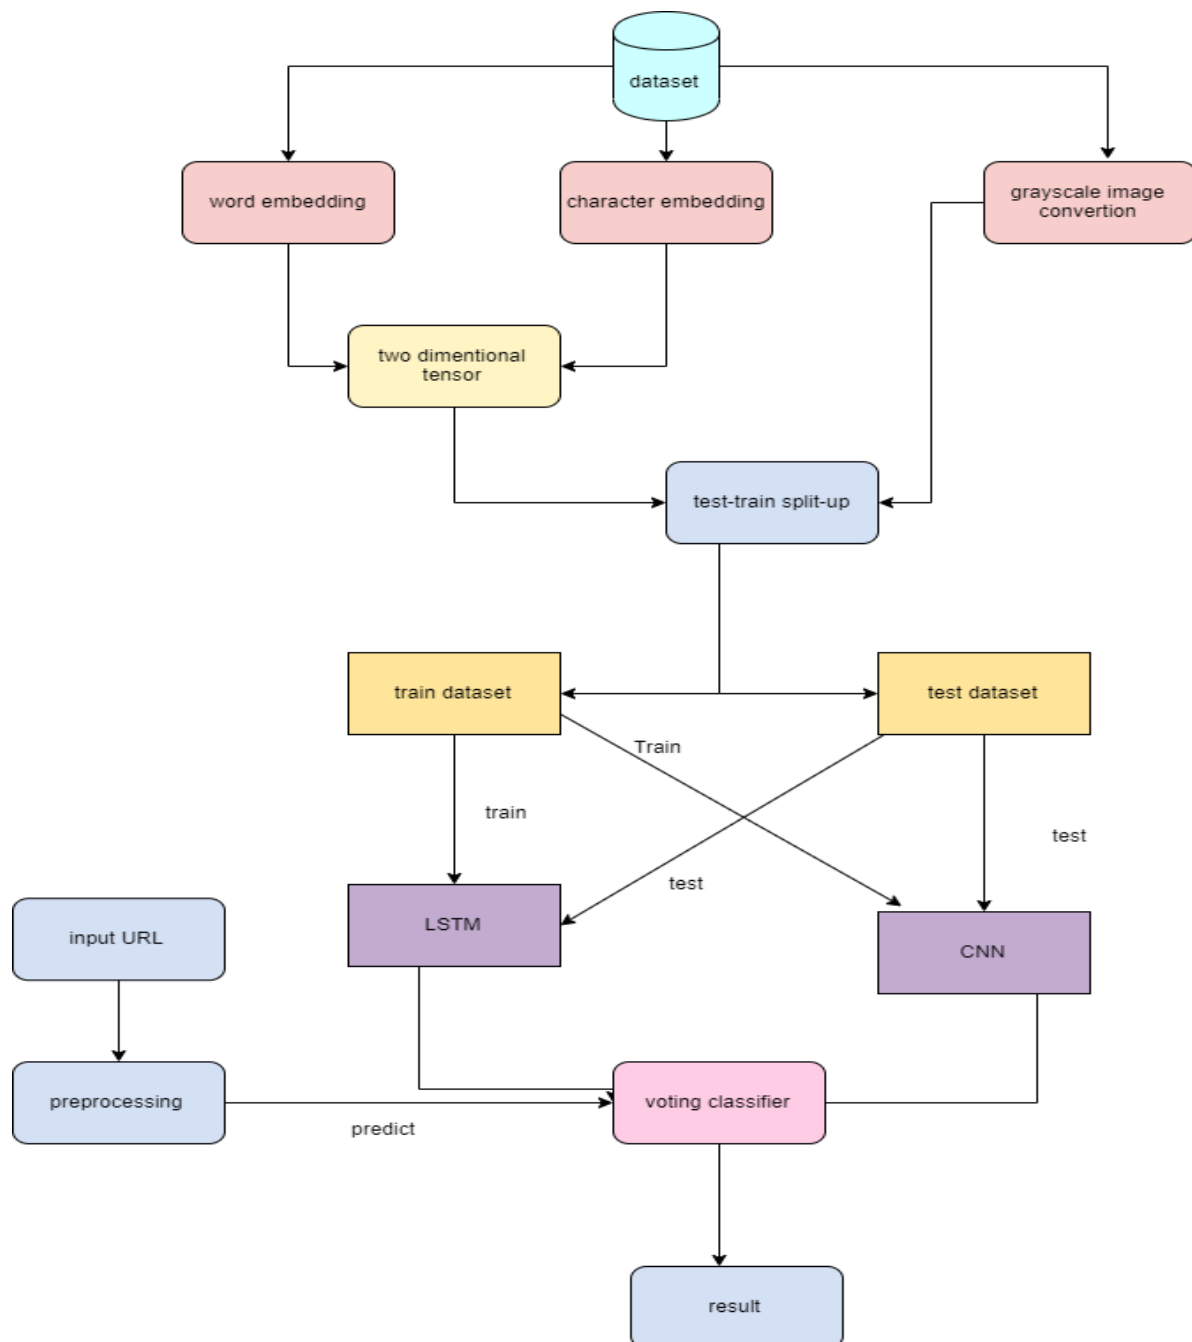 dataset
word embedding
character embedding
grayscale image
convertion
two dimentional
tensor
test-train split-up
train dataset
test dataset
Train
train
test
test
LSTM
CNN
input URL
preprocessing
predict
voting classifier
result